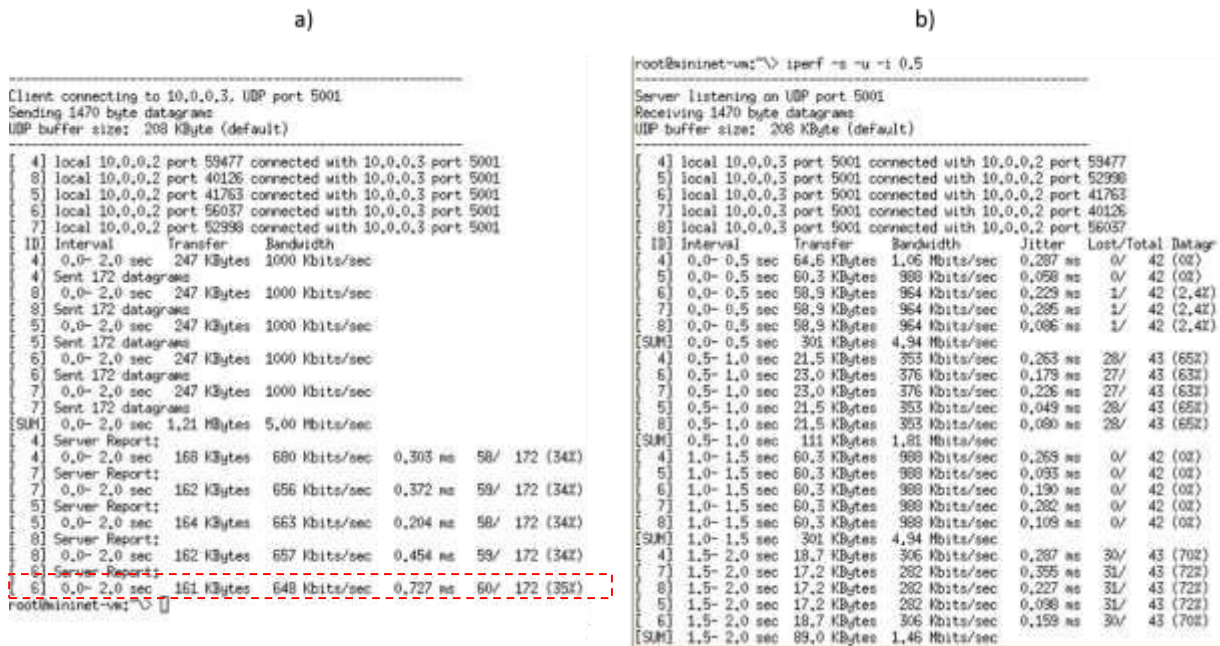 a)
------------------------------------------------------------
Client connecting to 10.0.0.3, UDP port 5001
Sending 1470 byte datagrams
UDP buffer size: 208 KByte (default)
------------------------------------------------------------
[ 4] local 10.0.0.2 port 59477 connected with 10.0.0.3 port 5001
[ 8] local 10.0.0.2 port 40126 connected with 10.0.0.3 port 5001
[ 5] local 10.0.0.2 port 41763 connected with 10.0.0.3 port 5001
[ 6] local 10.0.0.2 port 56037 connected with 10.0.0.3 port 5001
[ 7] local 10.0.0.2 port 52998 connected with 10.0.0.3 port 5001
[ ID] Interval Transfer Bandwidth
[ 4] 0.0- 2.0 sec 247 KBytes 1000 Kbits/sec
[ 4] Sent 172 datagrams
[ 8] 0.0- 2.0 sec 247 KBytes 1000 Kbits/sec
[ 8] Sent 172 datagrams
[ 5] 0.0- 2.0 sec 247 KBytes 1000 Kbits/sec
[ 5] Sent 172 datagrams
[ 6] 0.0- 2.0 sec 247 KBytes 1000 Kbits/sec
[ 6] Sent 172 datagrams
[ 7] 0.0- 2.0 sec 247 KBytes 1000 Kbits/sec
[ 7] Sent 172 datagrams
[SUM] 0.0- 2.0 sec 1.21 MBytes 5.00 Mbits/sec
[ 4] Server Report:
[ 4] 0.0- 2.0 sec 168 KBytes 680 Kbits/sec 0.303 ms 58/ 172 (34%)
[ 7] Server Report:
[ 7] 0.0- 2.0 sec 162 KBytes 656 Kbits/sec 0.372 ms 59/ 172 (34%)
[ 5] Server Report:
[ 5] 0.0- 2.0 sec 164 KBytes 663 Kbits/sec 0.204 ms 58/ 172 (34%)
[ 8] Server Report:
[ 8] 0.0- 2.0 sec 162 KBytes 657 Kbits/sec 0.454 ms 59/ 172 (34%)
[ 6] Server Report:
[ 6] 0.0- 2.0 sec 161 KBytes 648 Kbits/sec 0.727 ms 60/ 172 (35%)
root@mininet-vm:~\>
b)
root@mininet-vm:~\> iperf -s -u -i 0.5
------------------------------------------------------------
Server listening on UDP port 5001
Receiving 1470 byte datagrams
UDP buffer size: 208 KByte (default)
------------------------------------------------------------
[ 4] local 10.0.0.3 port 5001 connected with 10.0.0.2 port 59477
[ 5] local 10.0.0.3 port 5001 connected with 10.0.0.2 port 52998
[ 6] local 10.0.0.3 port 5001 connected with 10.0.0.2 port 41763
[ 7] local 10.0.0.3 port 5001 connected with 10.0.0.2 port 40126
[ 8] local 10.0.0.3 port 5001 connected with 10.0.0.2 port 56037
[ ID] Interval Transfer Bandwidth Jitter Lost/Total Datagr
[ 4] 0.0- 0.5 sec 64.6 KBytes 1.06 Mbits/sec 0.287 ms 0/ 42 (0%)
[ 5] 0.0- 0.5 sec 60.3 KBytes 988 Kbits/sec 0.058 ms 0/ 42 (0%)
[ 6] 0.0- 0.5 sec 58.9 KBytes 964 Kbits/sec 0.229 ms 1/ 42 (2.4%)
[ 7] 0.0- 0.5 sec 58.9 KBytes 964 Kbits/sec 0.285 ms 1/ 42 (2.4%)
[ 8] 0.0- 0.5 sec 58.9 KBytes 964 Kbits/sec 0.086 ms 1/ 42 (2.4%)
[SUM] 0.0- 0.5 sec 301 KBytes 4.94 Mbits/sec
[ 4] 0.5- 1.0 sec 21.5 KBytes 353 Kbits/sec 0.263 ms 28/ 43 (65%)
[ 6] 0.5- 1.0 sec 23.0 KBytes 376 Kbits/sec 0.179 ms 27/ 43 (63%)
[ 7] 0.5- 1.0 sec 23.0 KBytes 376 Kbits/sec 0.226 ms 27/ 43 (63%)
[ 5] 0.5- 1.0 sec 21.5 KBytes 353 Kbits/sec 0.049 ms 28/ 43 (65%)
[ 8] 0.5- 1.0 sec 21.5 KBytes 353 Kbits/sec 0.080 ms 28/ 43 (65%)
[SUM] 0.5- 1.0 sec 111 KBytes 1.81 Mbits/sec
[ 4] 1.0- 1.5 sec 60.3 KBytes 988 Kbits/sec 0.269 ms 0/ 42 (0%)
[ 5] 1.0- 1.5 sec 60.3 KBytes 988 Kbits/sec 0.093 ms 0/ 42 (0%)
[ 6] 1.0- 1.5 sec 60.3 KBytes 988 Kbits/sec 0.190 ms 0/ 42 (0%)
[ 7] 1.0- 1.5 sec 60.3 KBytes 988 Kbits/sec 0.282 ms 0/ 42 (0%)
[ 8] 1.0- 1.5 sec 60.3 KBytes 988 Kbits/sec 0.109 ms 0/ 42 (0%)
[SUM] 1.0- 1.5 sec 301 KBytes 4.94 Mbits/sec
[ 4] 1.5- 2.0 sec 18.7 KBytes 306 Kbits/sec 0.287 ms 30/ 43 (70%)
[ 7] 1.5- 2.0 sec 17.2 KBytes 282 Kbits/sec 0.355 ms 31/ 43 (72%)
[ 8] 1.5- 2.0 sec 17.2 KBytes 282 Kbits/sec 0.227 ms 31/ 43 (72%)
[ 5] 1.5- 2.0 sec 17.2 KBytes 282 Kbits/sec 0.098 ms 31/ 43 (72%)
[ 6] 1.5- 2.0 sec 18.7 KBytes 306 Kbits/sec 0.159 ms 30/ 43 (70%)
[SUM] 1.5- 2.0 sec 89.0 KBytes 1.46 Mbits/sec